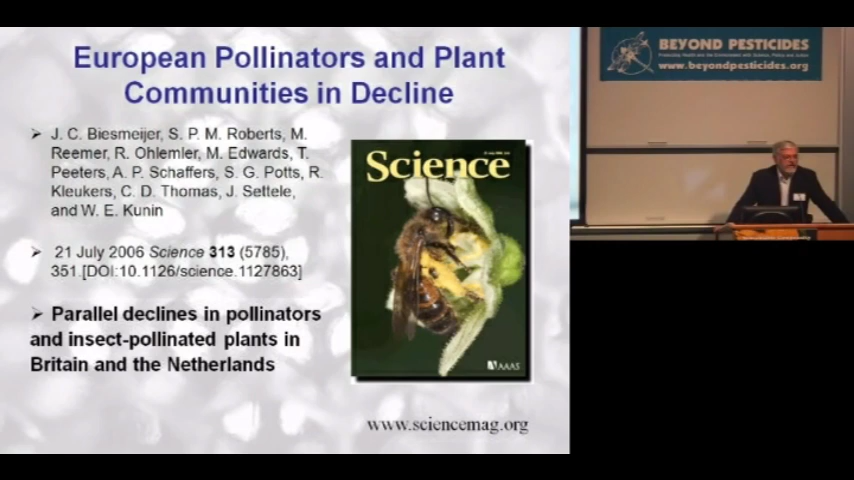 European Pollinators and Plant
Communities in Decline
➢ J. C. Biesmeijer, S. P. M. Roberts, M.
Reemer, R. Ohlemler, M. Edwards, T.
Peeters, A. P. Schaffers, S. G. Potts, R.
Kleukers, C. D. Thomas, J. Settele,
and W. E. Kunin
➢ 21 July 2006 Science 313 (5785),
351.[DOI:10.1126/science.1127863]
➢ Parallel declines in pollinators
and insect-pollinated plants in
Britain and the Netherlands
Science
AAAS
www.sciencemag.org
BEYOND PESTICIDES
www.beyondpesticides.org